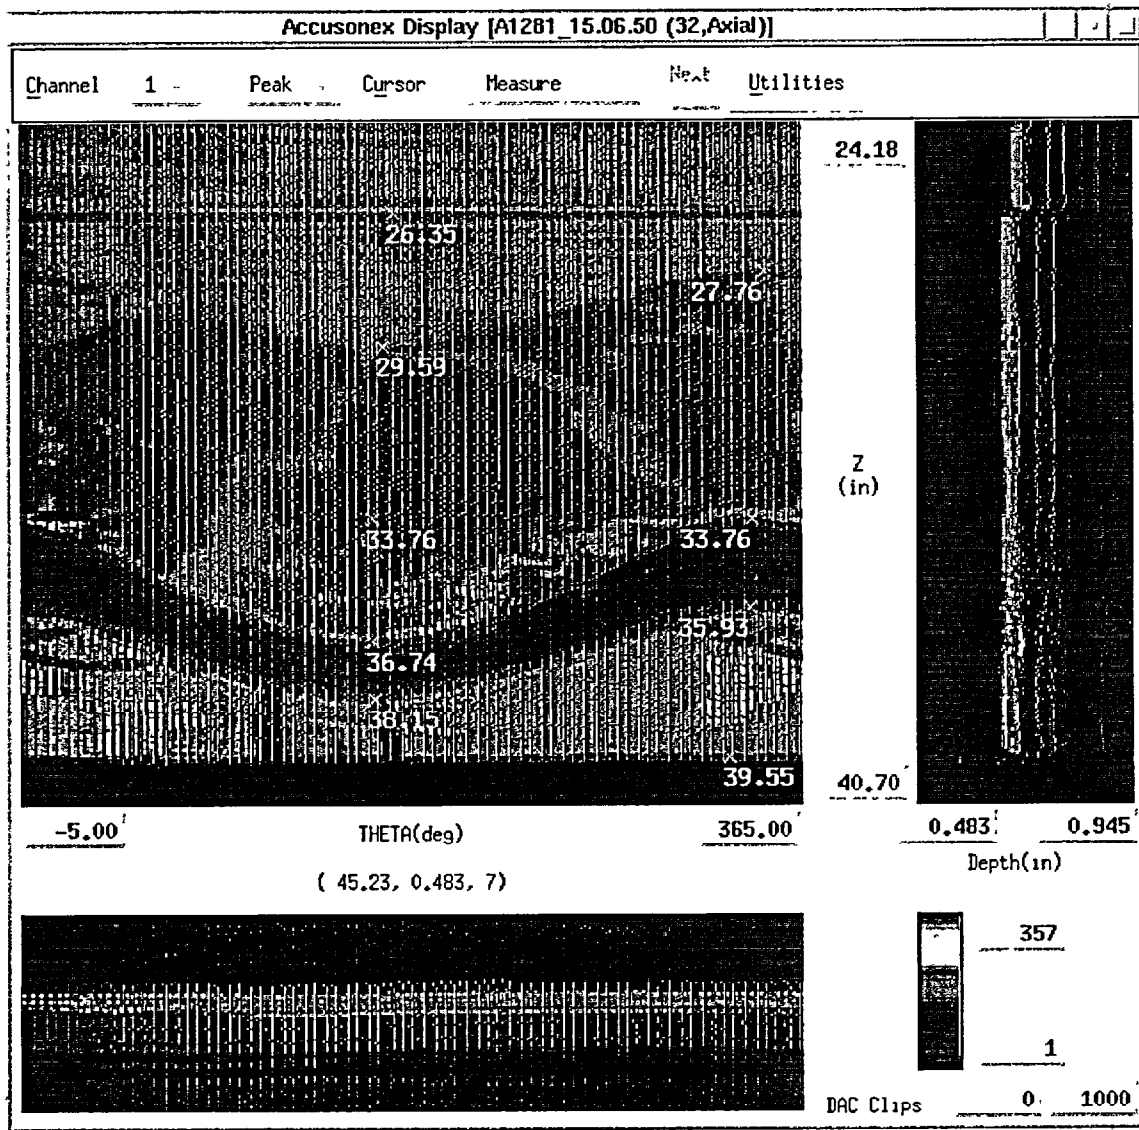 Accusonex Display [A1281_15.06.50 (32,Axial)]
Channel 1 Peak Cursor Measure Next Utilities
24.18
26.35
27.76
29.59
Z
(in)
33.76 33.76
35.93
36.74
38.15
39.55
40.70
-5.00 THETA(deg) 365.00
0.483 0.945
Depth(in)
( 45.23, 0.483, 7)
357
1
DAC Clips 0 1000